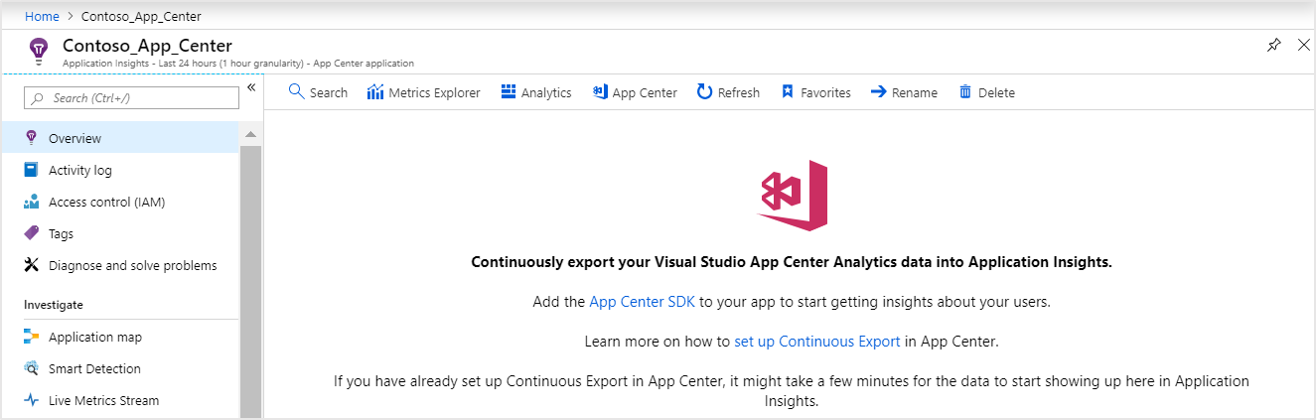 Home > Contoso_App_Center
Contoso_App_Center
Application Insights - Last 24 hours (1 hour granularity) - App Center application
Search (Ctrl+/)
Overview
Activity log
Access control (IAM)
Tags
Diagnose and solve problems
Investigate
Application map
Smart Detection
Live Metrics Stream
Search Metrics Explorer Analytics App Center Refresh Favorites Rename Delete
Continuously export your Visual Studio App Center Analytics data into Application Insights.
Add the App Center SDK to your app to start getting insights about your users.
Learn more on how to set up Continuous Export in App Center.
If you have already set up Continuous Export in App Center, it might take a few minutes for the data to start showing up here in Application
Insights.